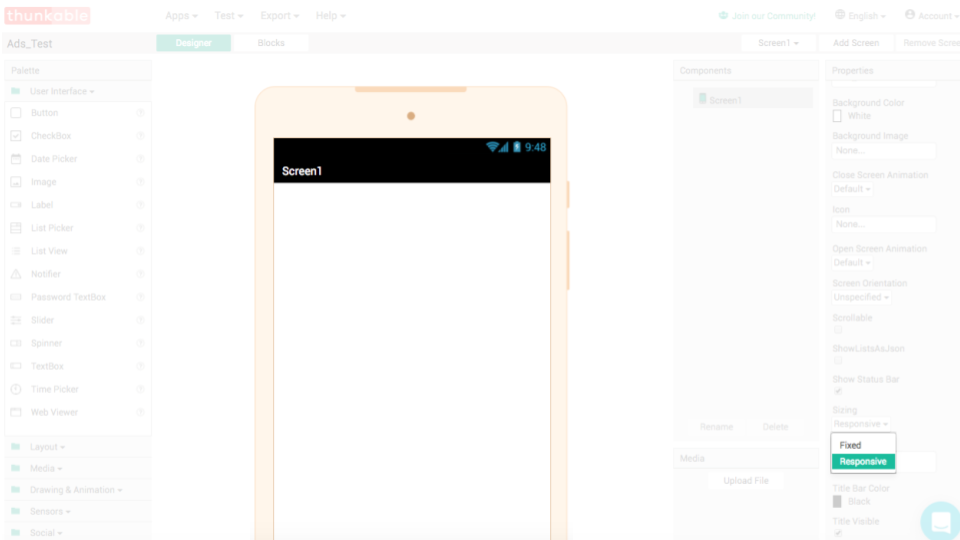 thunkable
Apps
Test
Export
Help
Join our Community!
English
Account
Ads_Test
Designer
Blocks
Screen1
Add Screen
Remove Scree
Palette
User Interface
Button
CheckBox
Date Picker
Image
Label
List Picker
List View
Notifier
Password TextBox
Slider
Spinner
TextBox
Time Picker
Web Viewer
Layout
Media
Drawing & Animation
Sensors
Social
9:48
Screen1
Components
Screen1
Rename
Delete
Media
Upload File
Properties
Background Color
White
Background Image
None...
Close Screen Animation
Default
Icon
None...
Open Screen Animation
Default
Screen Orientation
Unspecified
Scrollable
ShowListsAsJson
Show Status Bar
Sizing
Responsive
Fixed
Responsive
Title Bar Color
Black
Title Visible